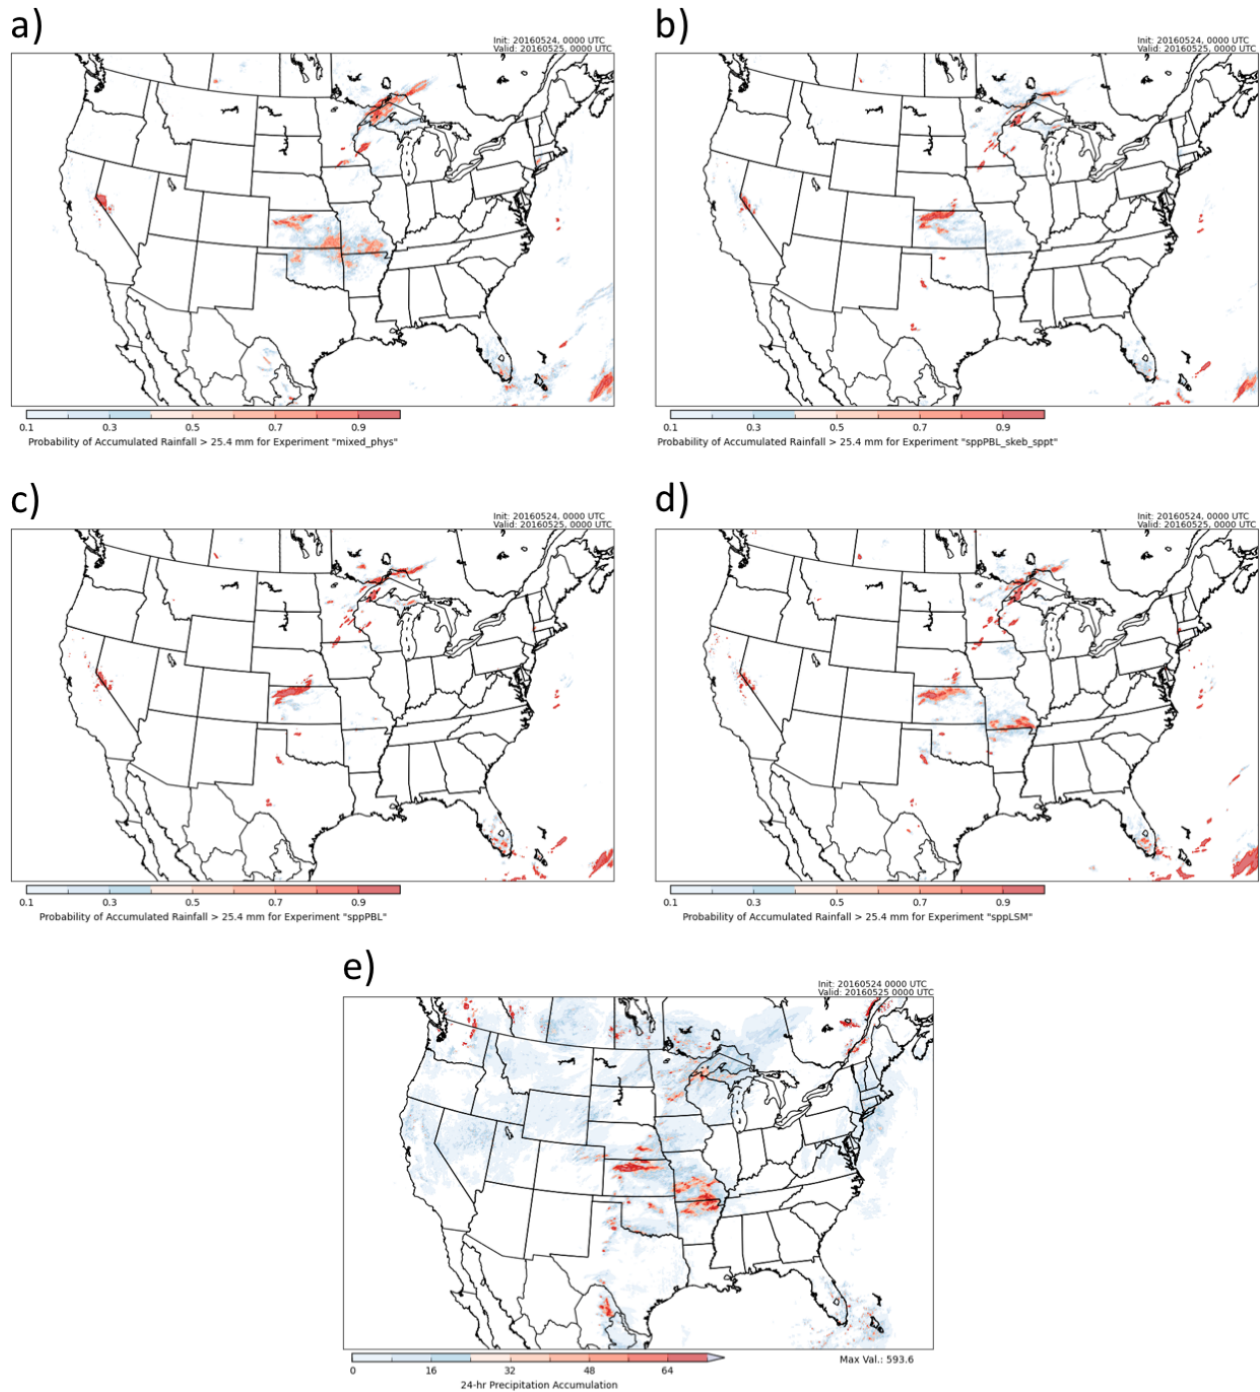 a)
Init: 20160524, 0000 UTC
Valid: 20160525, 0000 UTC
0.1 0.3 0.5 0.7 0.9
Probability of Accumulated Rainfall > 25.4 mm for Experiment "mixed_phys"
b)
Init: 20160524, 0000 UTC
Valid: 20160525, 0000 UTC
0.1 0.3 0.5 0.7 0.9
Probability of Accumulated Rainfall > 25.4 mm for Experiment "sppPBL_skeb_sppt"
c)
Init: 20160524, 0000 UTC
Valid: 20160525, 0000 UTC
0.1 0.3 0.5 0.7 0.9
Probability of Accumulated Rainfall > 25.4 mm for Experiment "sppPBL"
d)
Init: 20160524, 0000 UTC
Valid: 20160525, 0000 UTC
0.1 0.3 0.5 0.7 0.9
Probability of Accumulated Rainfall > 25.4 mm for Experiment "sppLSM"
e)
Init: 20160524 0000 UTC
Valid: 20160525 0000 UTC
0 16 32 48 64
Max Val.: 593.6
24-hr Precipitation Accumulation